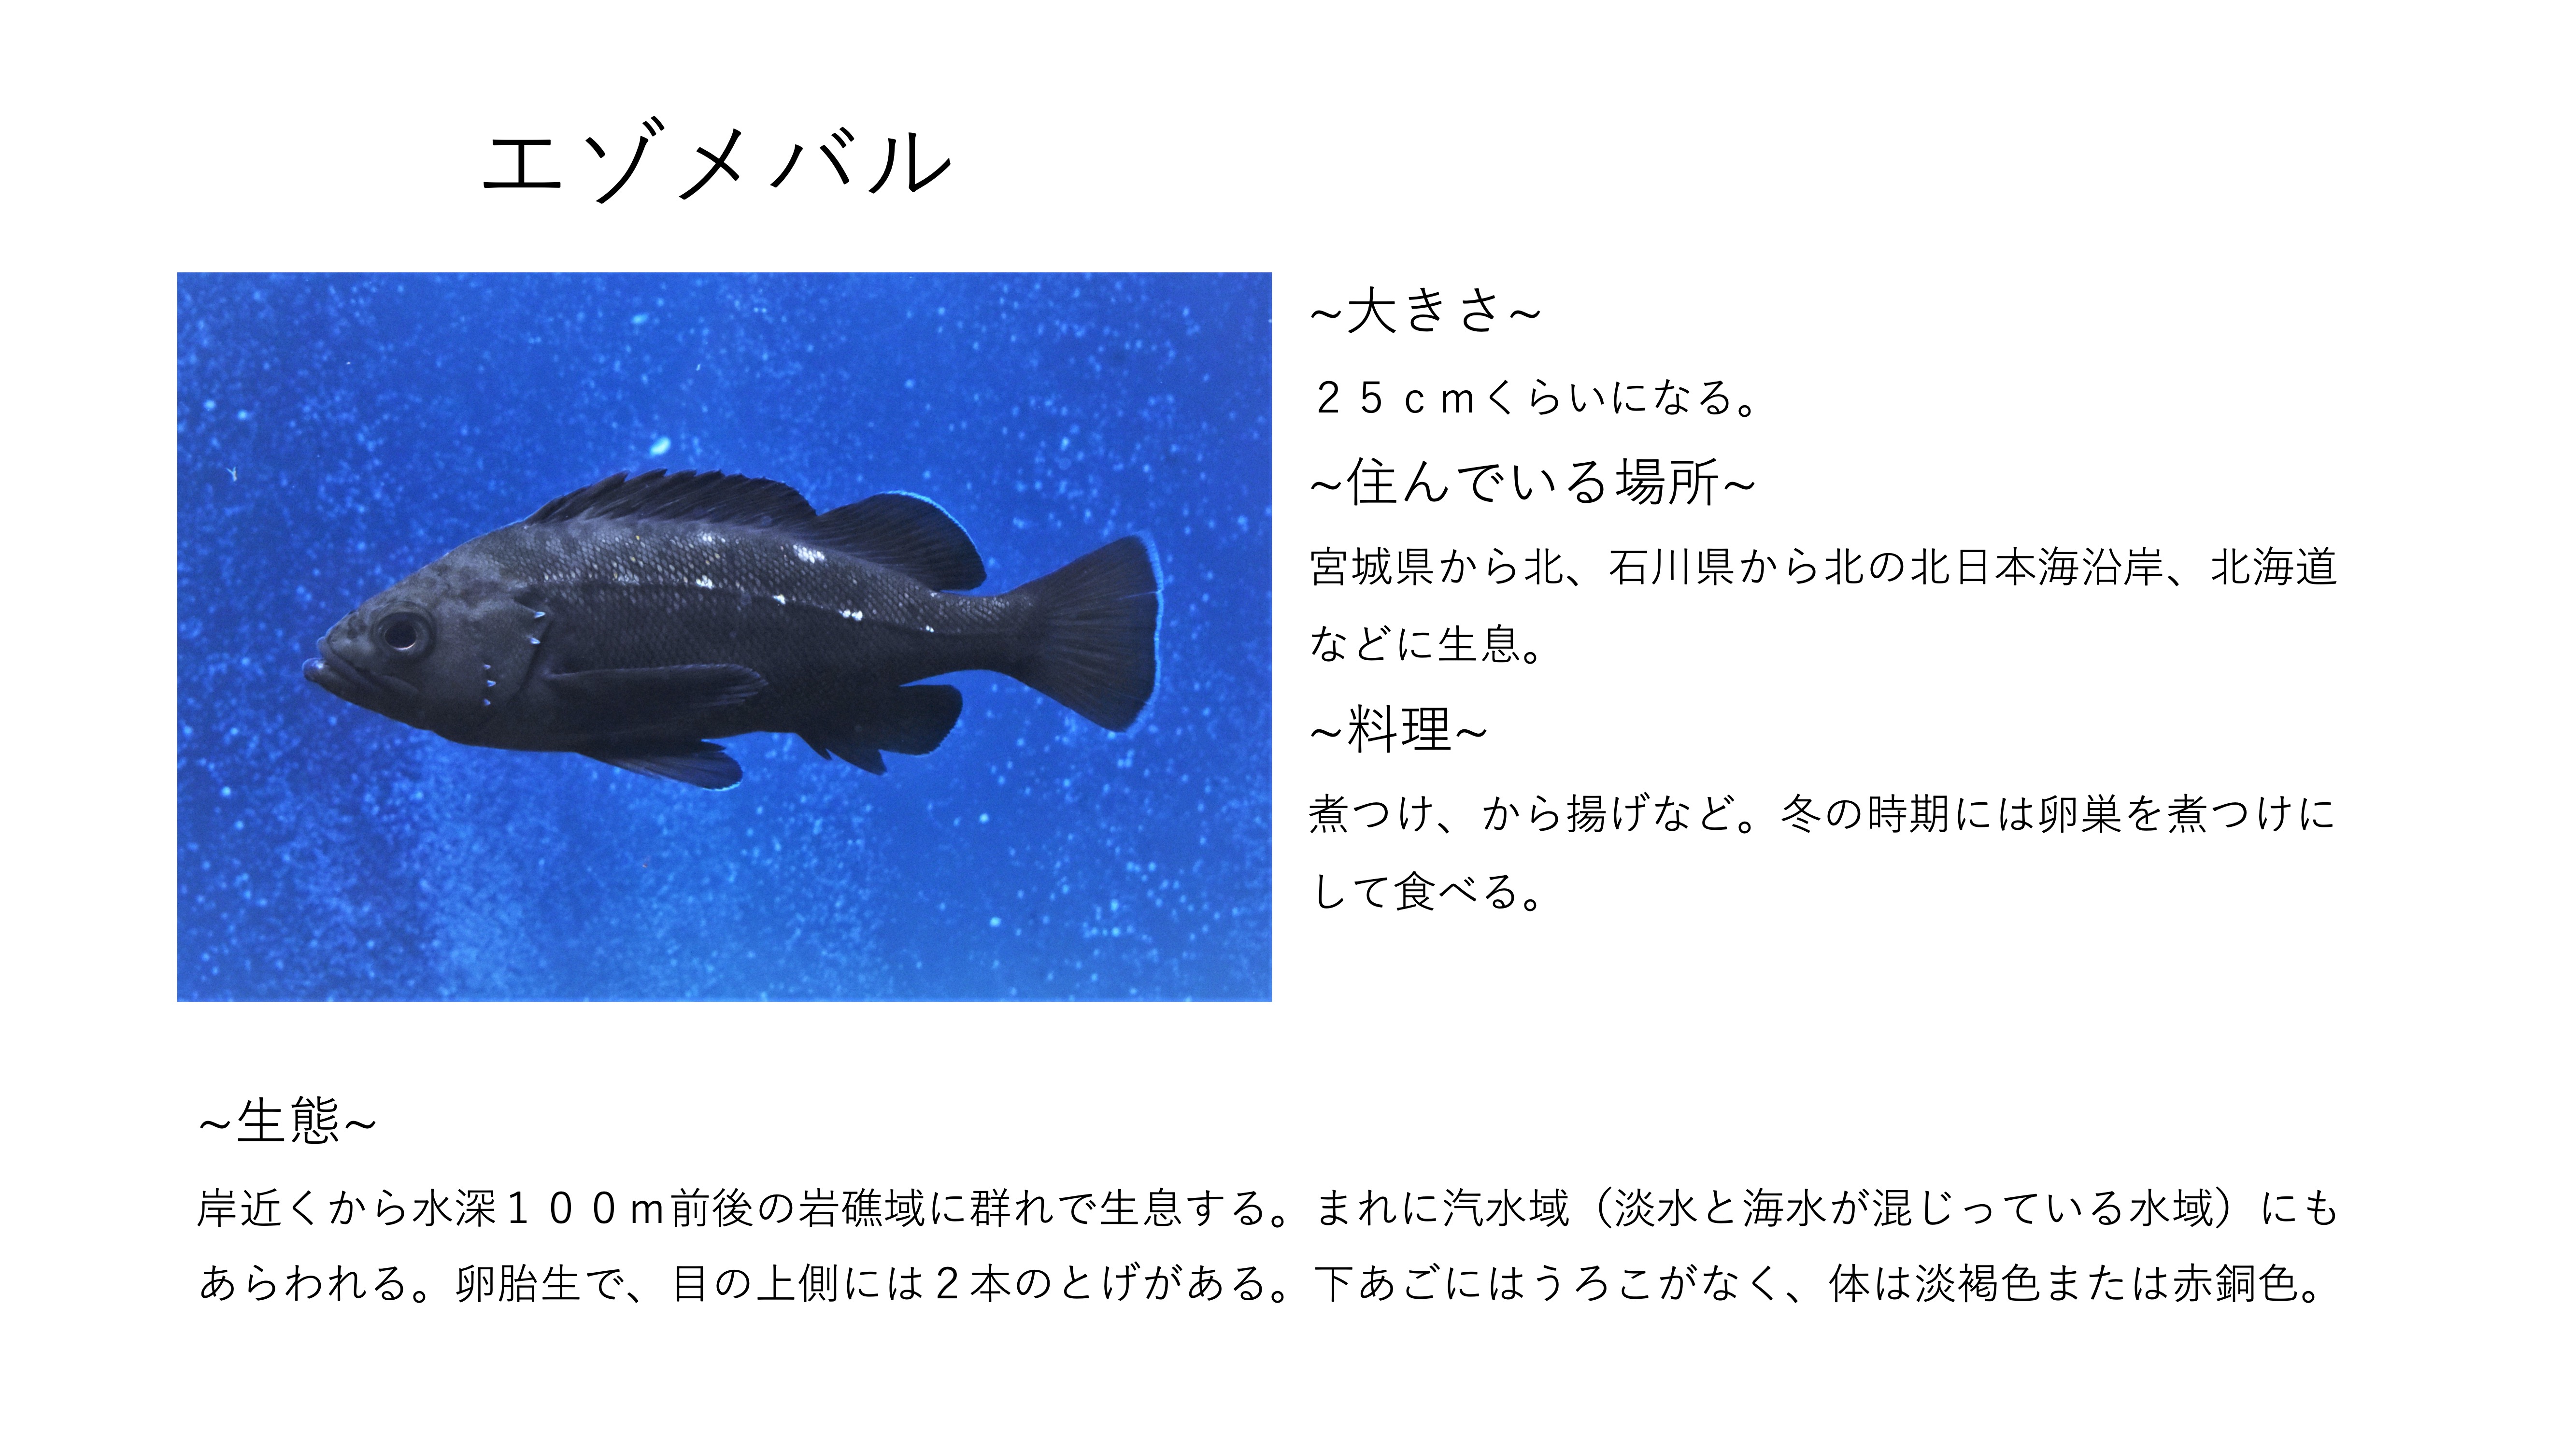 エゾメバル
~大きさ~
２５ｃｍくらいになる。
~住んでいる場所~
宮城県から北、石川県から北の北日本海沿岸、北海道
などに生息。
~料理~
煮つけ、から揚げなど。冬の時期には卵巣を煮つけに
して食べる。
~生態~
岸近くから水深１００ｍ前後の岩礁域に群れで生息する。まれに汽水域（淡水と海水が混じっている水域）にも
あらわれる。卵胎生で、目の上側には２本のとげがある。下あごにはうろこがなく、体は淡褐色または赤銅色。